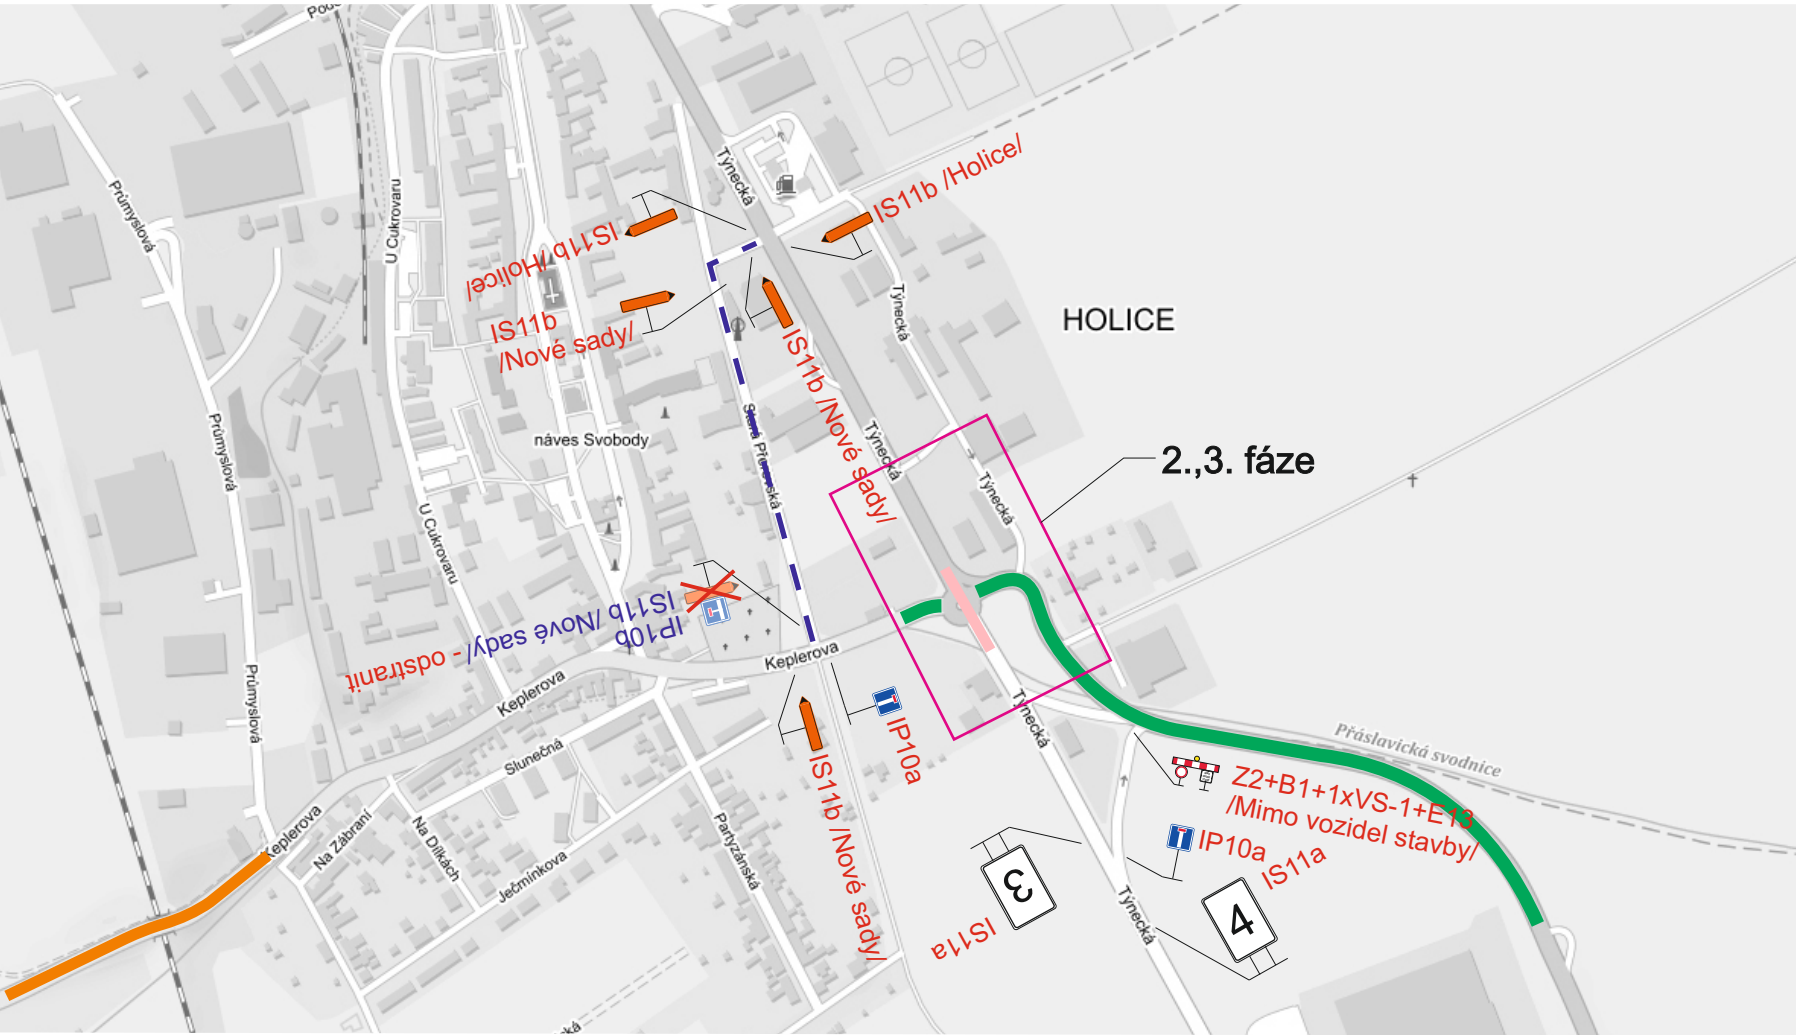 Průmyslová
U Cukrovaru
Týnecká
IS11b /Holice/
IS11b /Holice/
IS11b
/Nové sady/
Týnecká
HOLICE
IS11b /Nové sady/
Průmyslová
náves Svobody
Stará Přerovská
Týnecká
2.,3. fáze
Týnecká
U Cukrovaru
IP10b
IS11b /Nové sady/ - odstranit
Keplerova
Keplerova
Průmyslová
Slunečná
IP10a
Týnecká
Přáslavická svodnice
Z2+B1+1xVS-1+E13
/Mimo vozidel stavby/
IS11b /Nové sady/
Keplerova
Na Zábraní
Na Dílkách
Ječmínkova
Partyzánská
IP10a
IS11a
3
4
IS11a
Týnecká